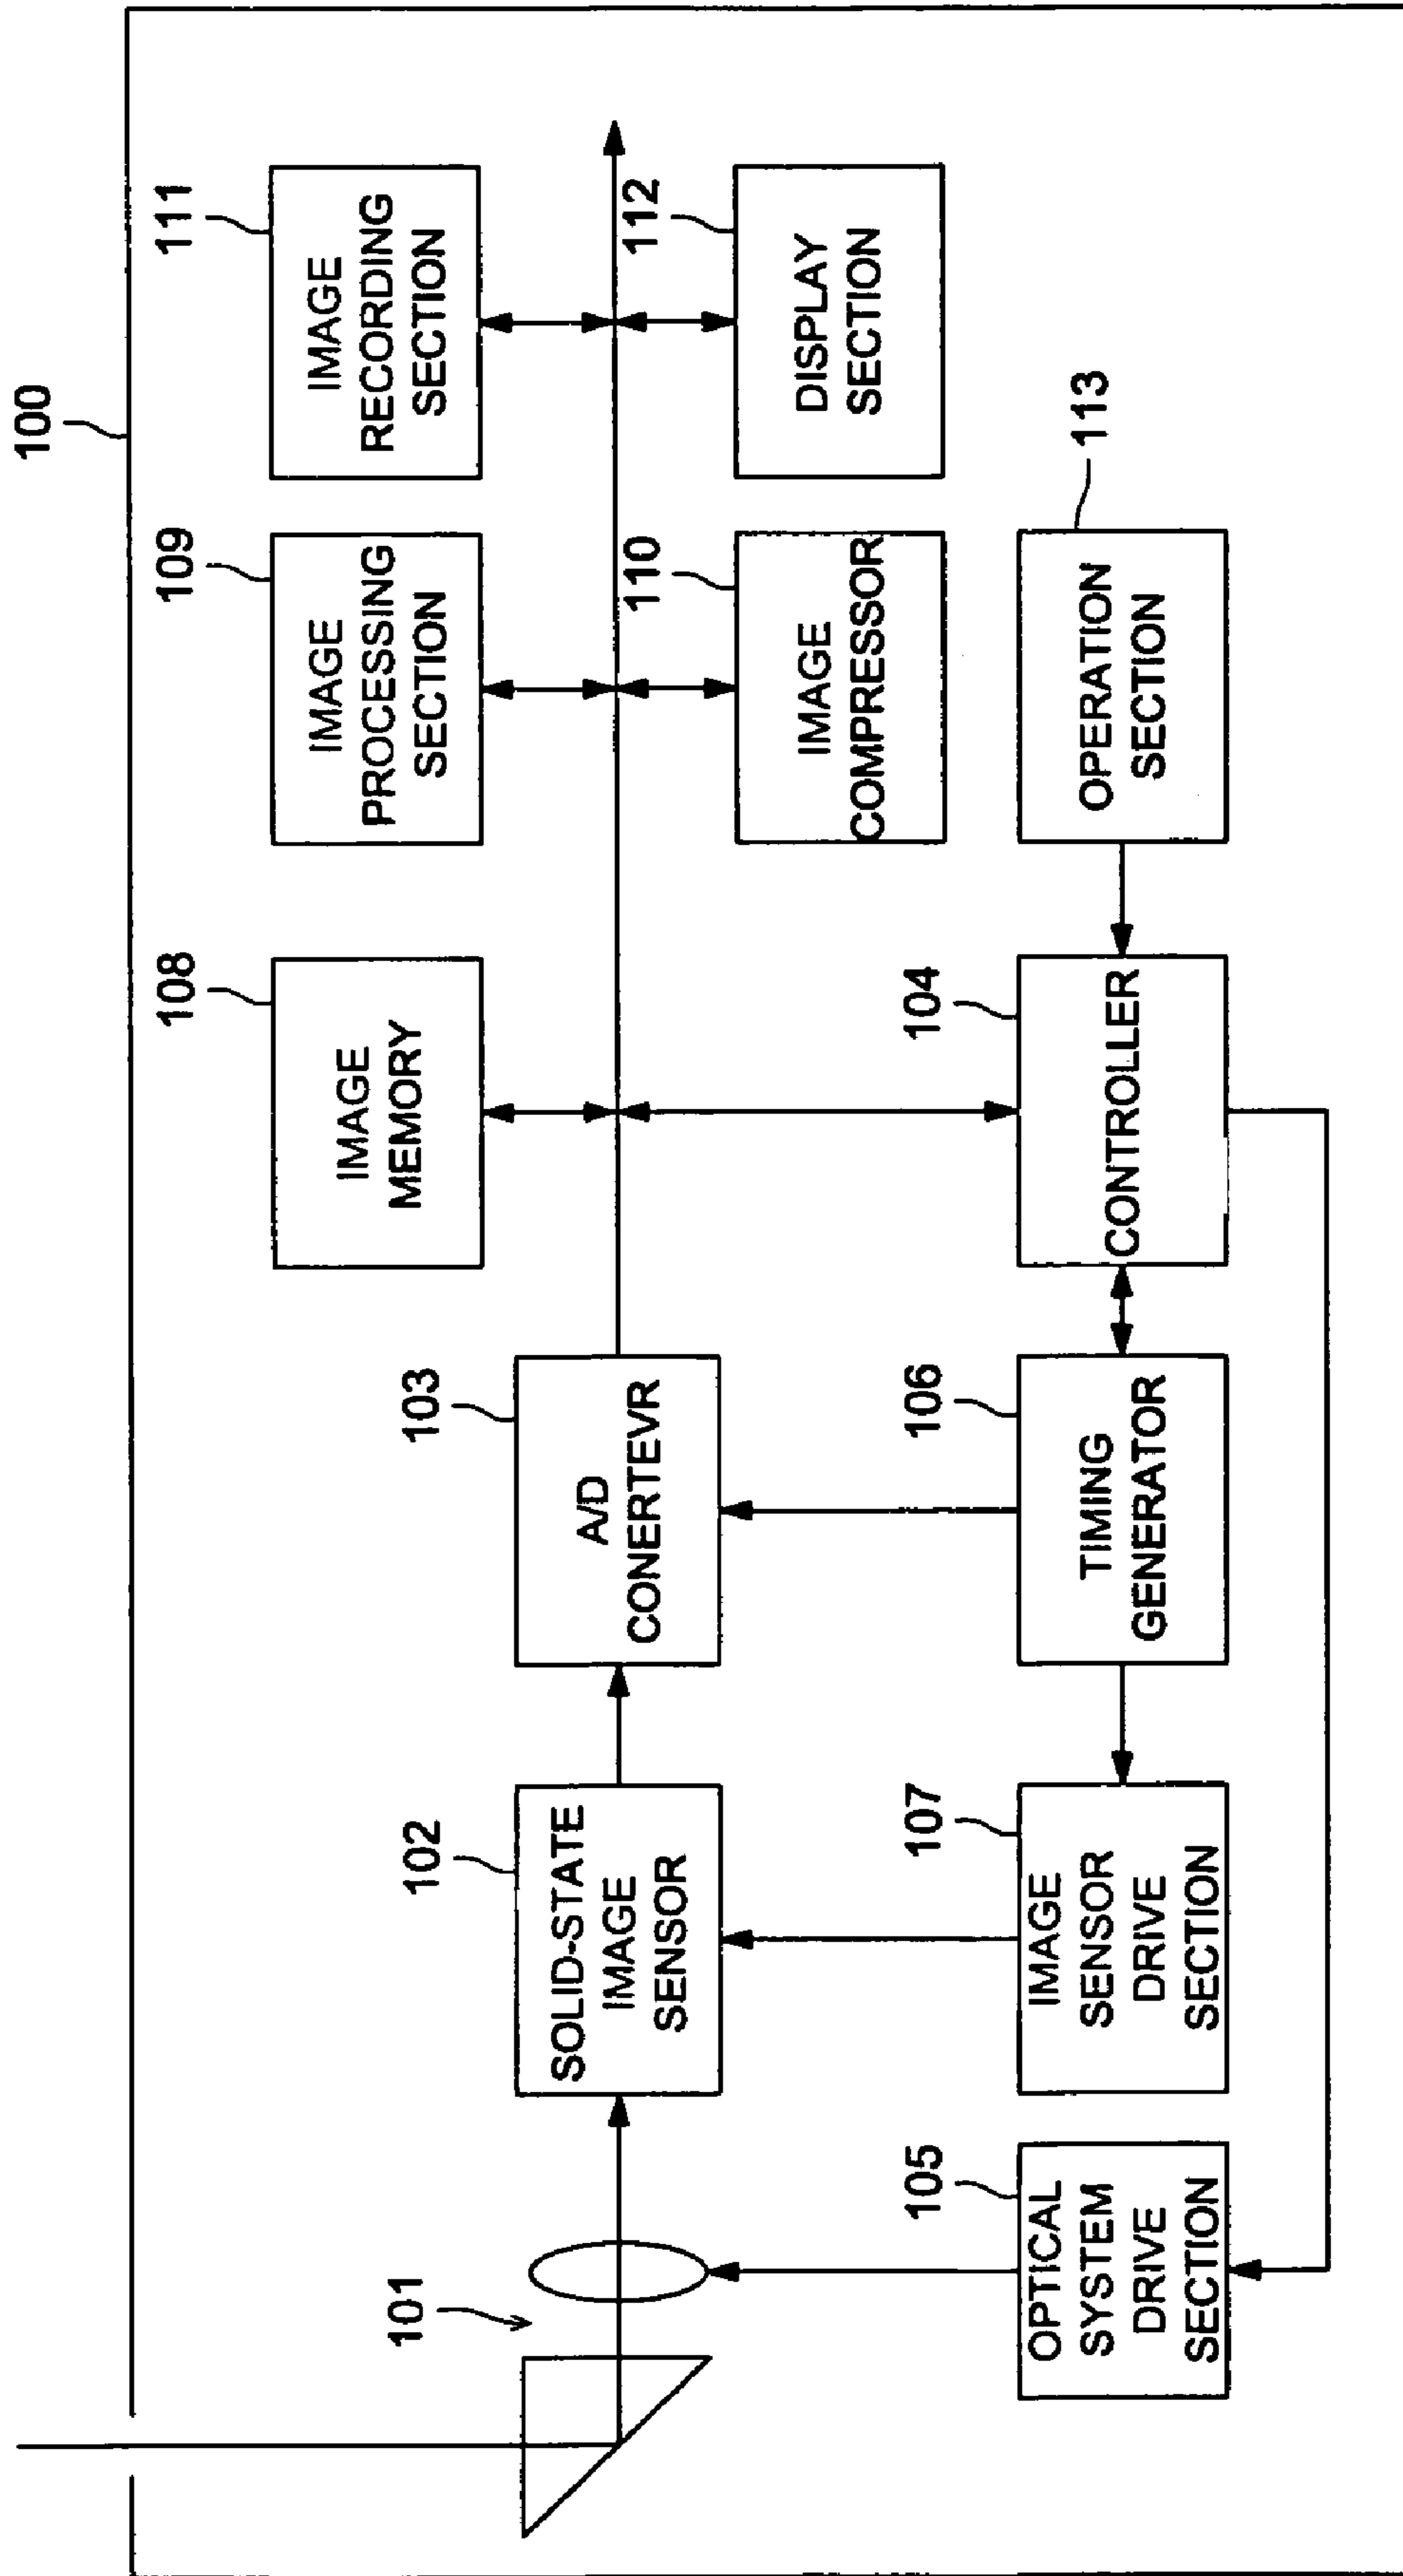 100
111
IMAGE
RECORDING
SECTION
109
IMAGE
PROCESSING
SECTION
108
IMAGE
MEMORY
112
DISPLAY
SECTION
110
IMAGE
COMPRESSOR
103
A/D
CONERTEVR
102
SOLID-STATE
IMAGE
SENSOR
101
113
OPERATION
SECTION
104
CONTROLLER
106
TIMING
GENERATOR
107
IMAGE
SENSOR
DRIVE
SECTION
105
OPTICAL
SYSTEM
DRIVE
SECTION